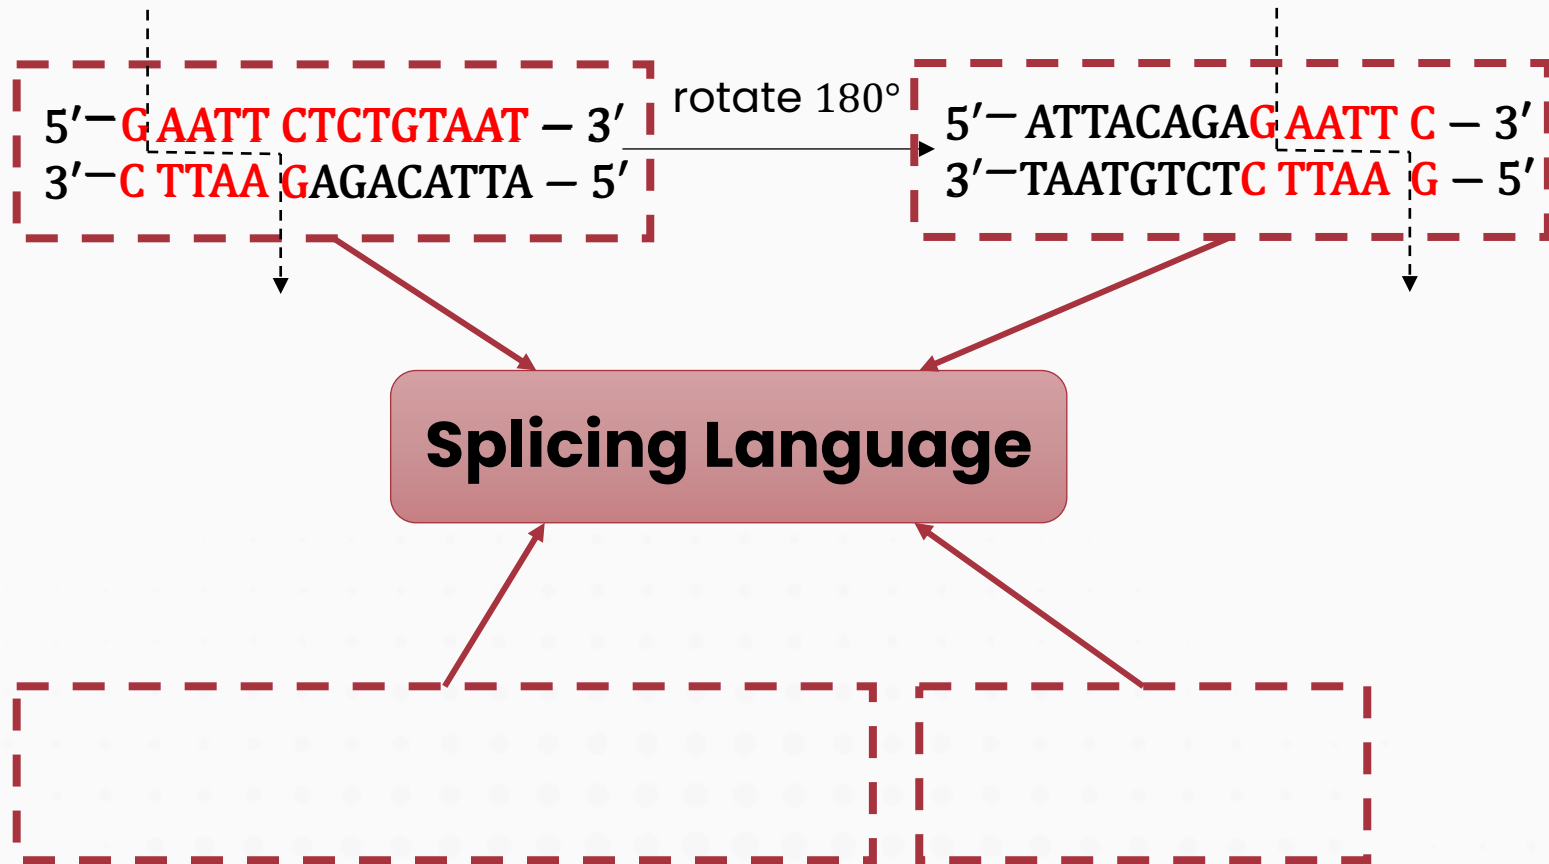 5′– G AATT CTCTGTAAT – 3′
3′– C TTAA GAGACATTA – 5′
rotate 180°
5′– ATTACAGAG AATT C – 3′
3′– TAATGTCTC TTAA G – 5′
Splicing Language